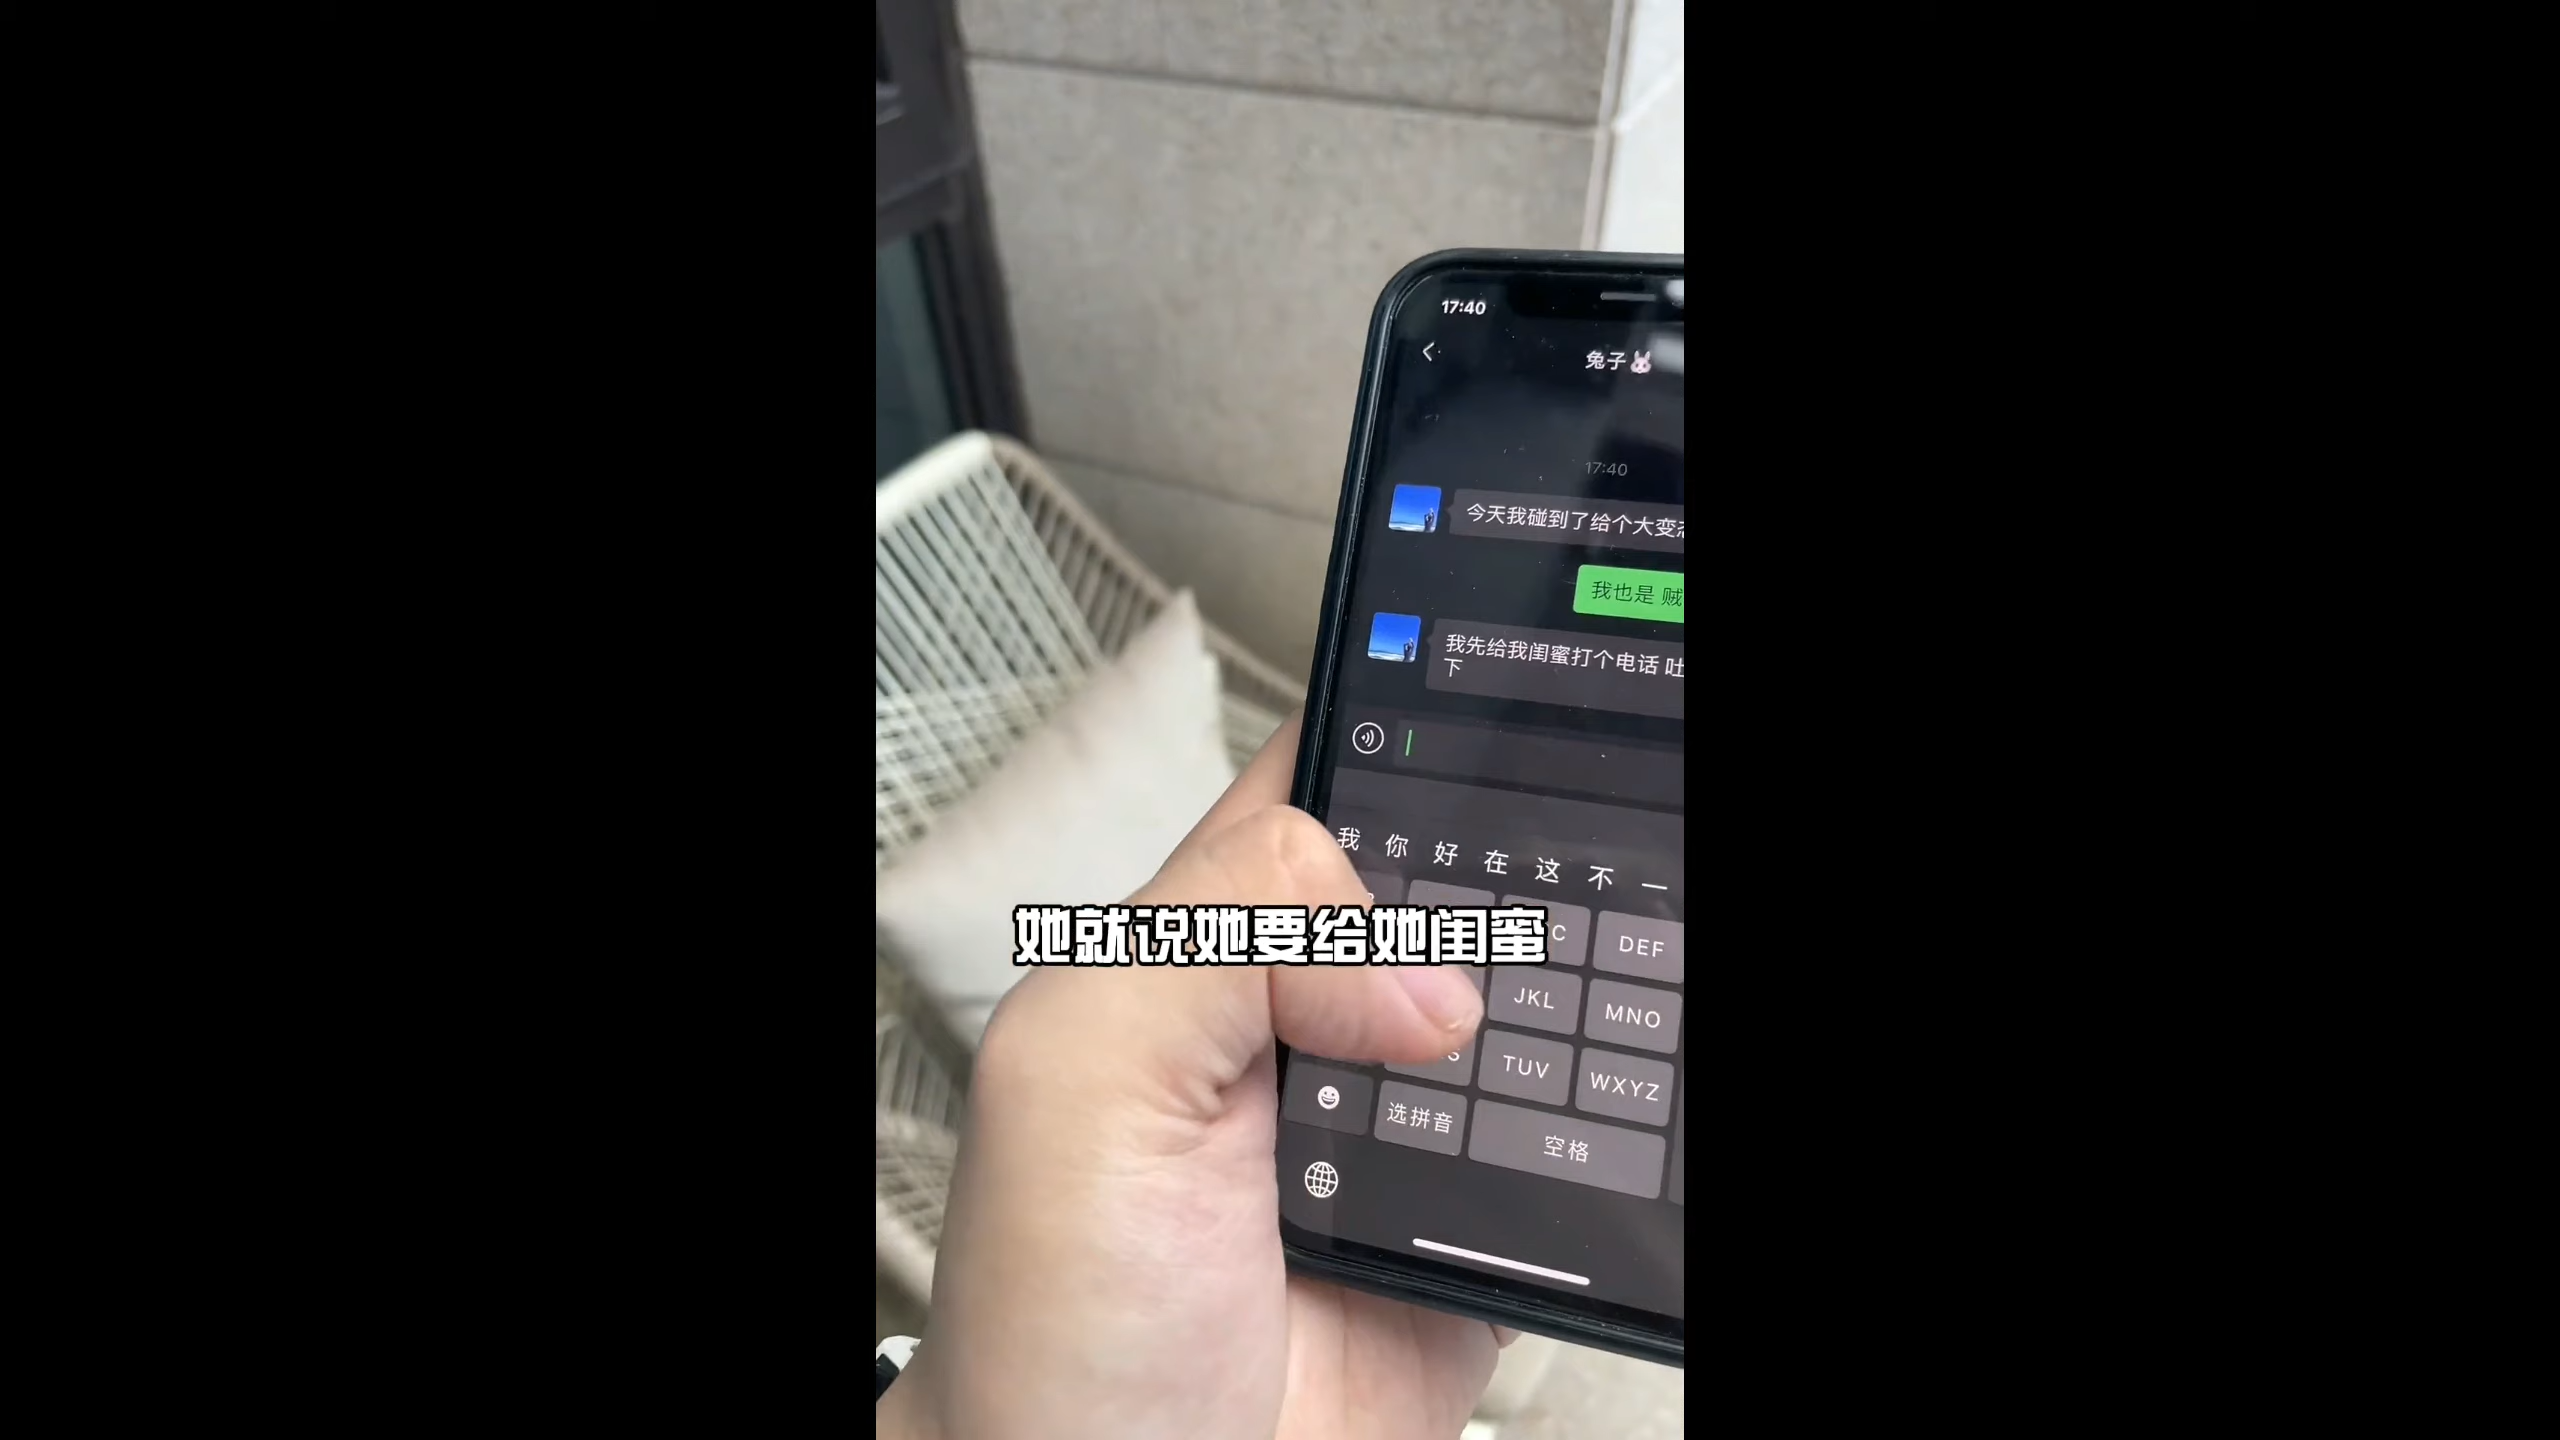 17:40
兔子🐰
17:40
今天我碰到了给个大变态
我也是 贼
我先给我闺蜜打个电话 吐
下
我 你 好 在 这 不 一
DEF
JKL
MNO
TUV
WXYZ
选拼音
空格
她就说她要给她闺蜜